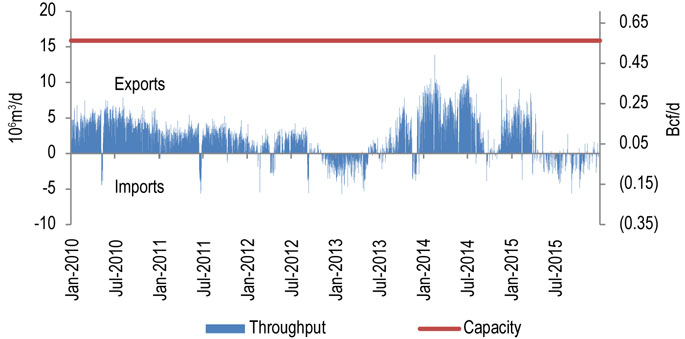 20
15
10
5
0
-5
-10
10⁶m³/d
Exports
Imports
0.65
0.45
0.25
0.05
(0.15)
(0.35)
Bcf/d
Jan-2010
Jul-2010
Jan-2011
Jul-2011
Jan-2012
Jul-2012
Jan-2013
Jul-2013
Jan-2014
Jul-2014
Jan-2015
Jul-2015
Throughput
Capacity